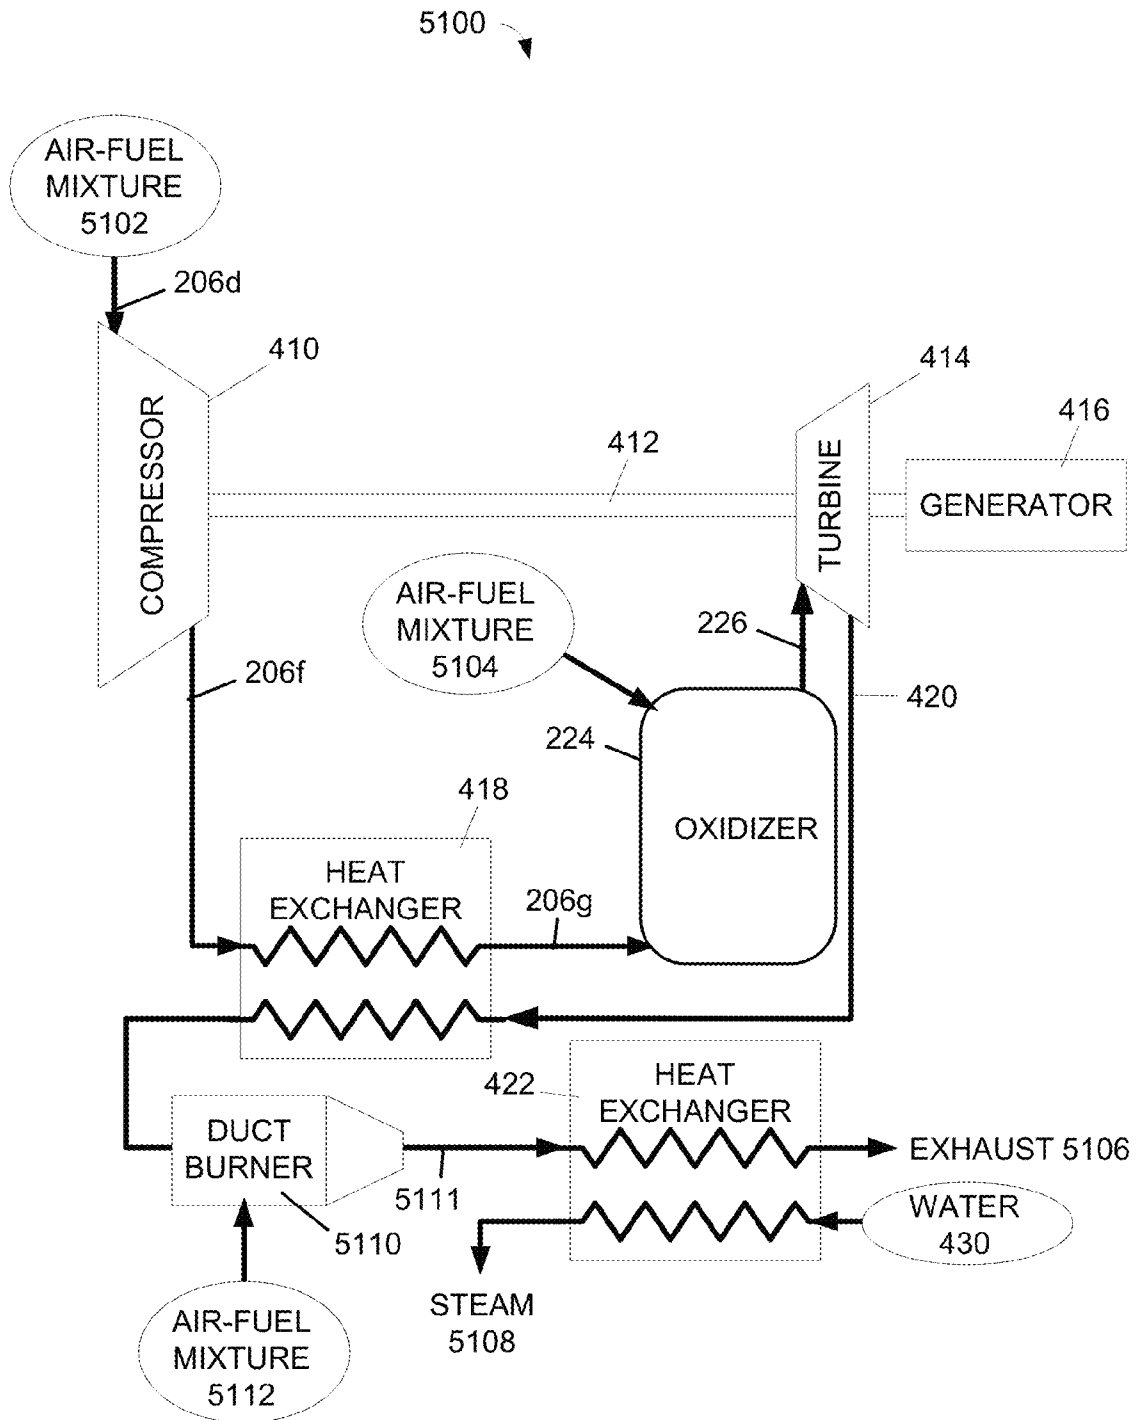 5100
AIR-FUEL
MIXTURE
5102
206d
410
414
416
412
COMPRESSOR
TURBINE
GENERATOR
AIR-FUEL
MIXTURE
5104
226
206f
420
224
418
OXIDIZER
HEAT
EXCHANGER
206g
422
HEAT
EXCHANGER
DUCT
BURNER
EXHAUST 5106
5111
WATER
430
5110
STEAM
5108
AIR-FUEL
MIXTURE
5112